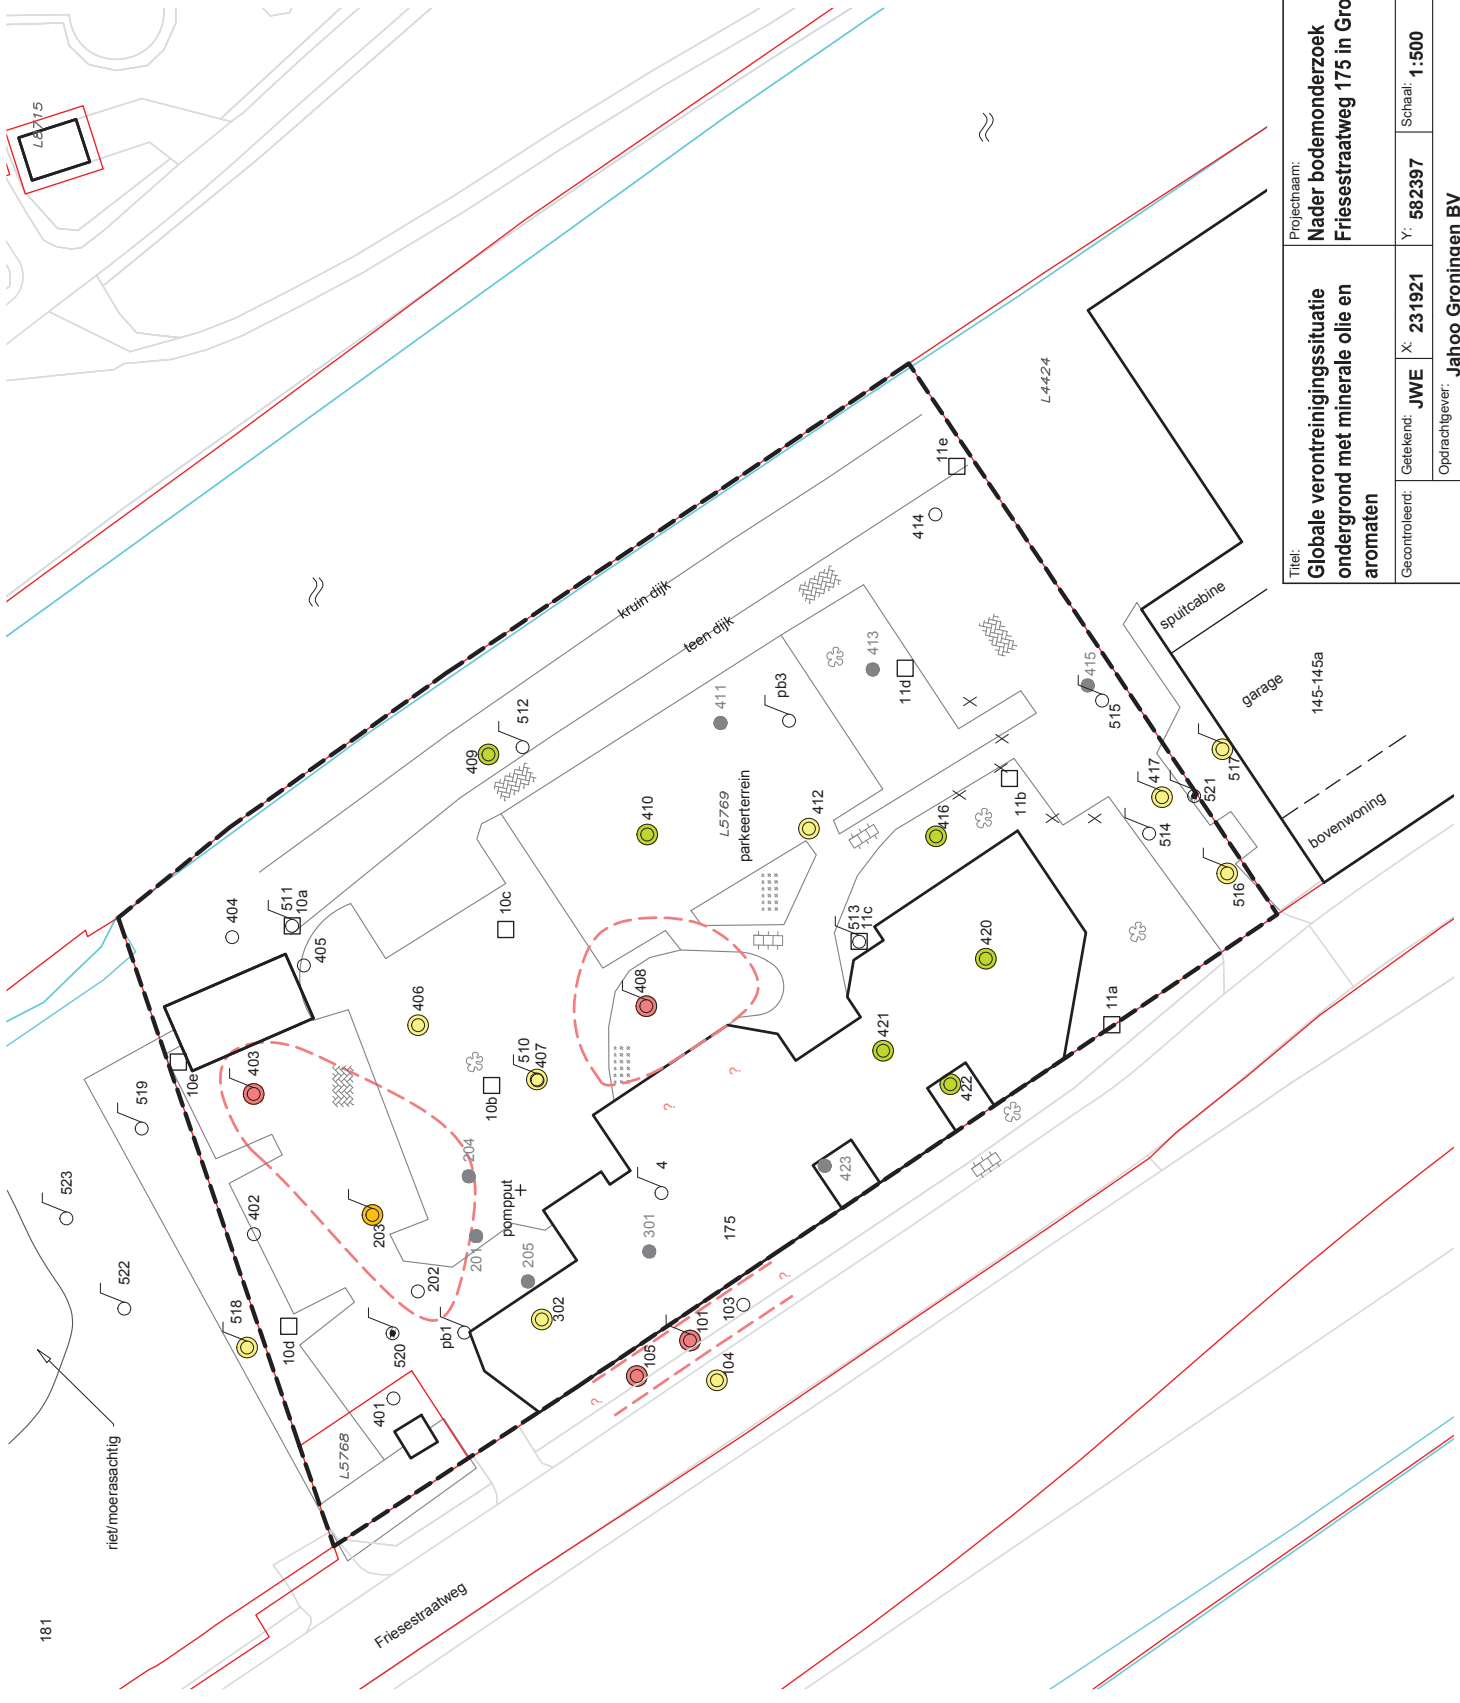 L8715
181
riet/moerasachtig
Friesestraatweg
523
522
519
518
10e
403
402
203
10d
L5768
401
520
pb1
202
201
204
205
pompput
302
404
511
10a
405
406
10c
510
407
10b
408
409
512
410
411
pb3
L5769
parkeerterrein
412
kruin dijk
teen dijk
413
11d
414
11e
L4424
415
515
416
11b
513
11c
420
421
422
423
11a
4
301
175
105
101
103
104
417
514
521
517
516
spuitcabine
garage
145-145a
bovenwoning
?
?
?
?
X
X
X
X
X
X
Titel:
Globale verontreinigingssituatie
ondergrond met minerale olie en
aromaten
Projectnaam:
Nader bodemonderzoek
Friesestraatweg 175 in Gro
Gecontroleerd:
Getekend: JWE
X: 231921
Y: 582397
Schaal: 1:500
Opdrachtgever:
Jahoo Groningen BV